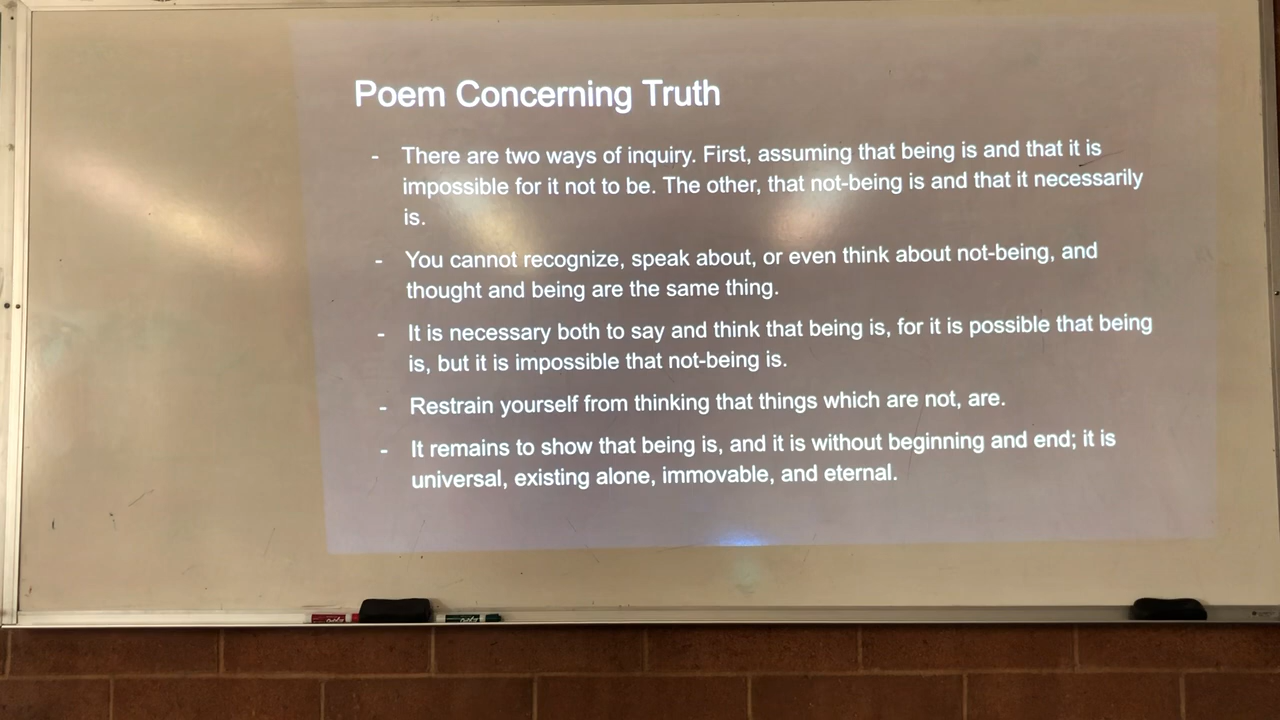 Poem Concerning Truth
- There are two ways of inquiry. First, assuming that being is and that it is
impossible for it not to be. The other, that not-being is and that it necessarily
is.
- You cannot recognize, speak about, or even think about not-being, and
thought and being are the same thing.
- It is necessary both to say and think that being is, for it is possible that being
is, but it is impossible that not-being is.
- Restrain yourself from thinking that things which are not, are.
- It remains to show that being is, and it is without beginning and end; it is
universal, existing alone, immovable, and eternal.